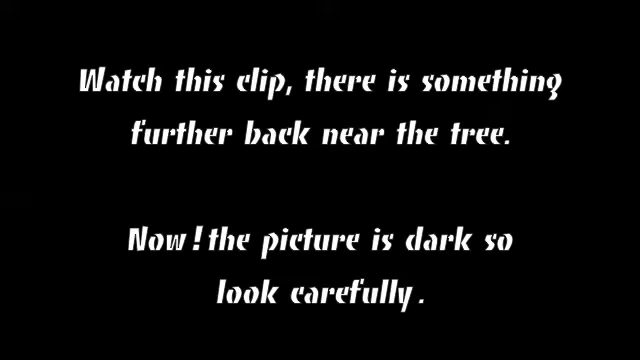 Watch this clip, there is something
further back near the tree.
Now! the picture is dark so
look carefully.